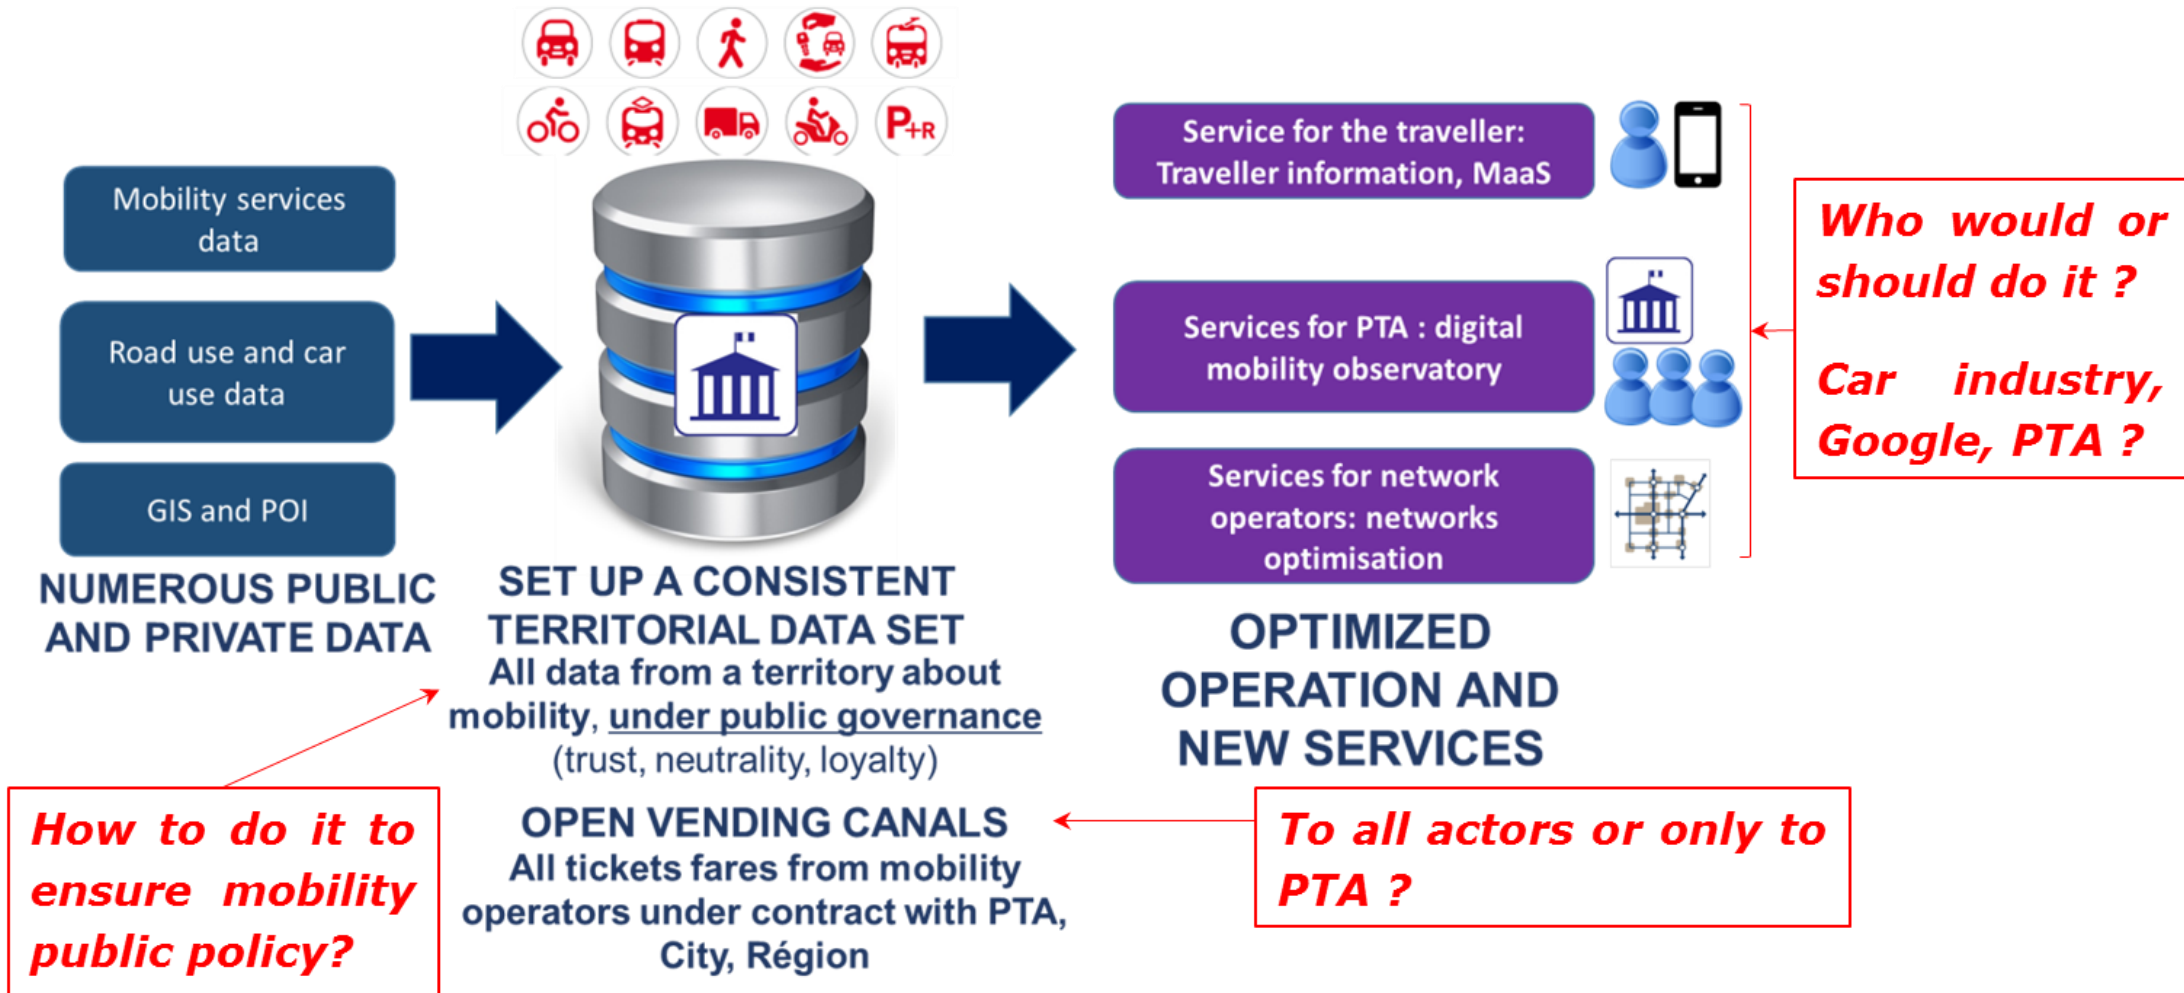 P+R
Mobility services
data
Road use and car
use data
GIS and POI
NUMEROUS PUBLIC
AND PRIVATE DATA
SET UP A CONSISTENT
TERRITORIAL DATA SET
All data from a territory about
mobility, under public governance
(trust, neutrality, loyalty)
OPEN VENDING CANALS
All tickets fares from mobility
operators under contract with PTA,
City, Région
Service for the traveller:
Traveller information, MaaS
Services for PTA : digital
mobility observatory
Services for network
operators: networks
optimisation
OPTIMIZED
OPERATION AND
NEW SERVICES
Who would or
should do it ?
Car industry,
Google, PTA ?
How to do it to
ensure mobility
public policy?
To all actors or only to
PTA ?